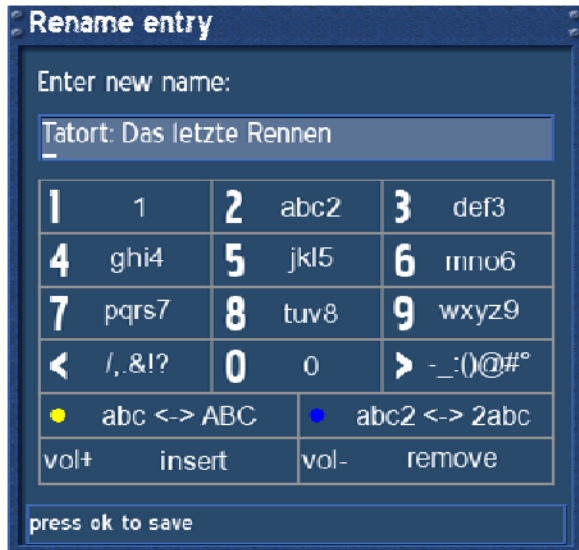 Rename entry
Enter new name:
Tatort: Das letzte Rennen
1 1 2 abc2 3 def3
4 ghi4 5 jkl5 6 mno6
7 pqrs7 8 tuv8 9 wxyz9
< /,.&!? 0 0 > -_:()@#°
abc <-> ABC abc2 <-> 2abc
vol+ insert vol- remove
press ok to save